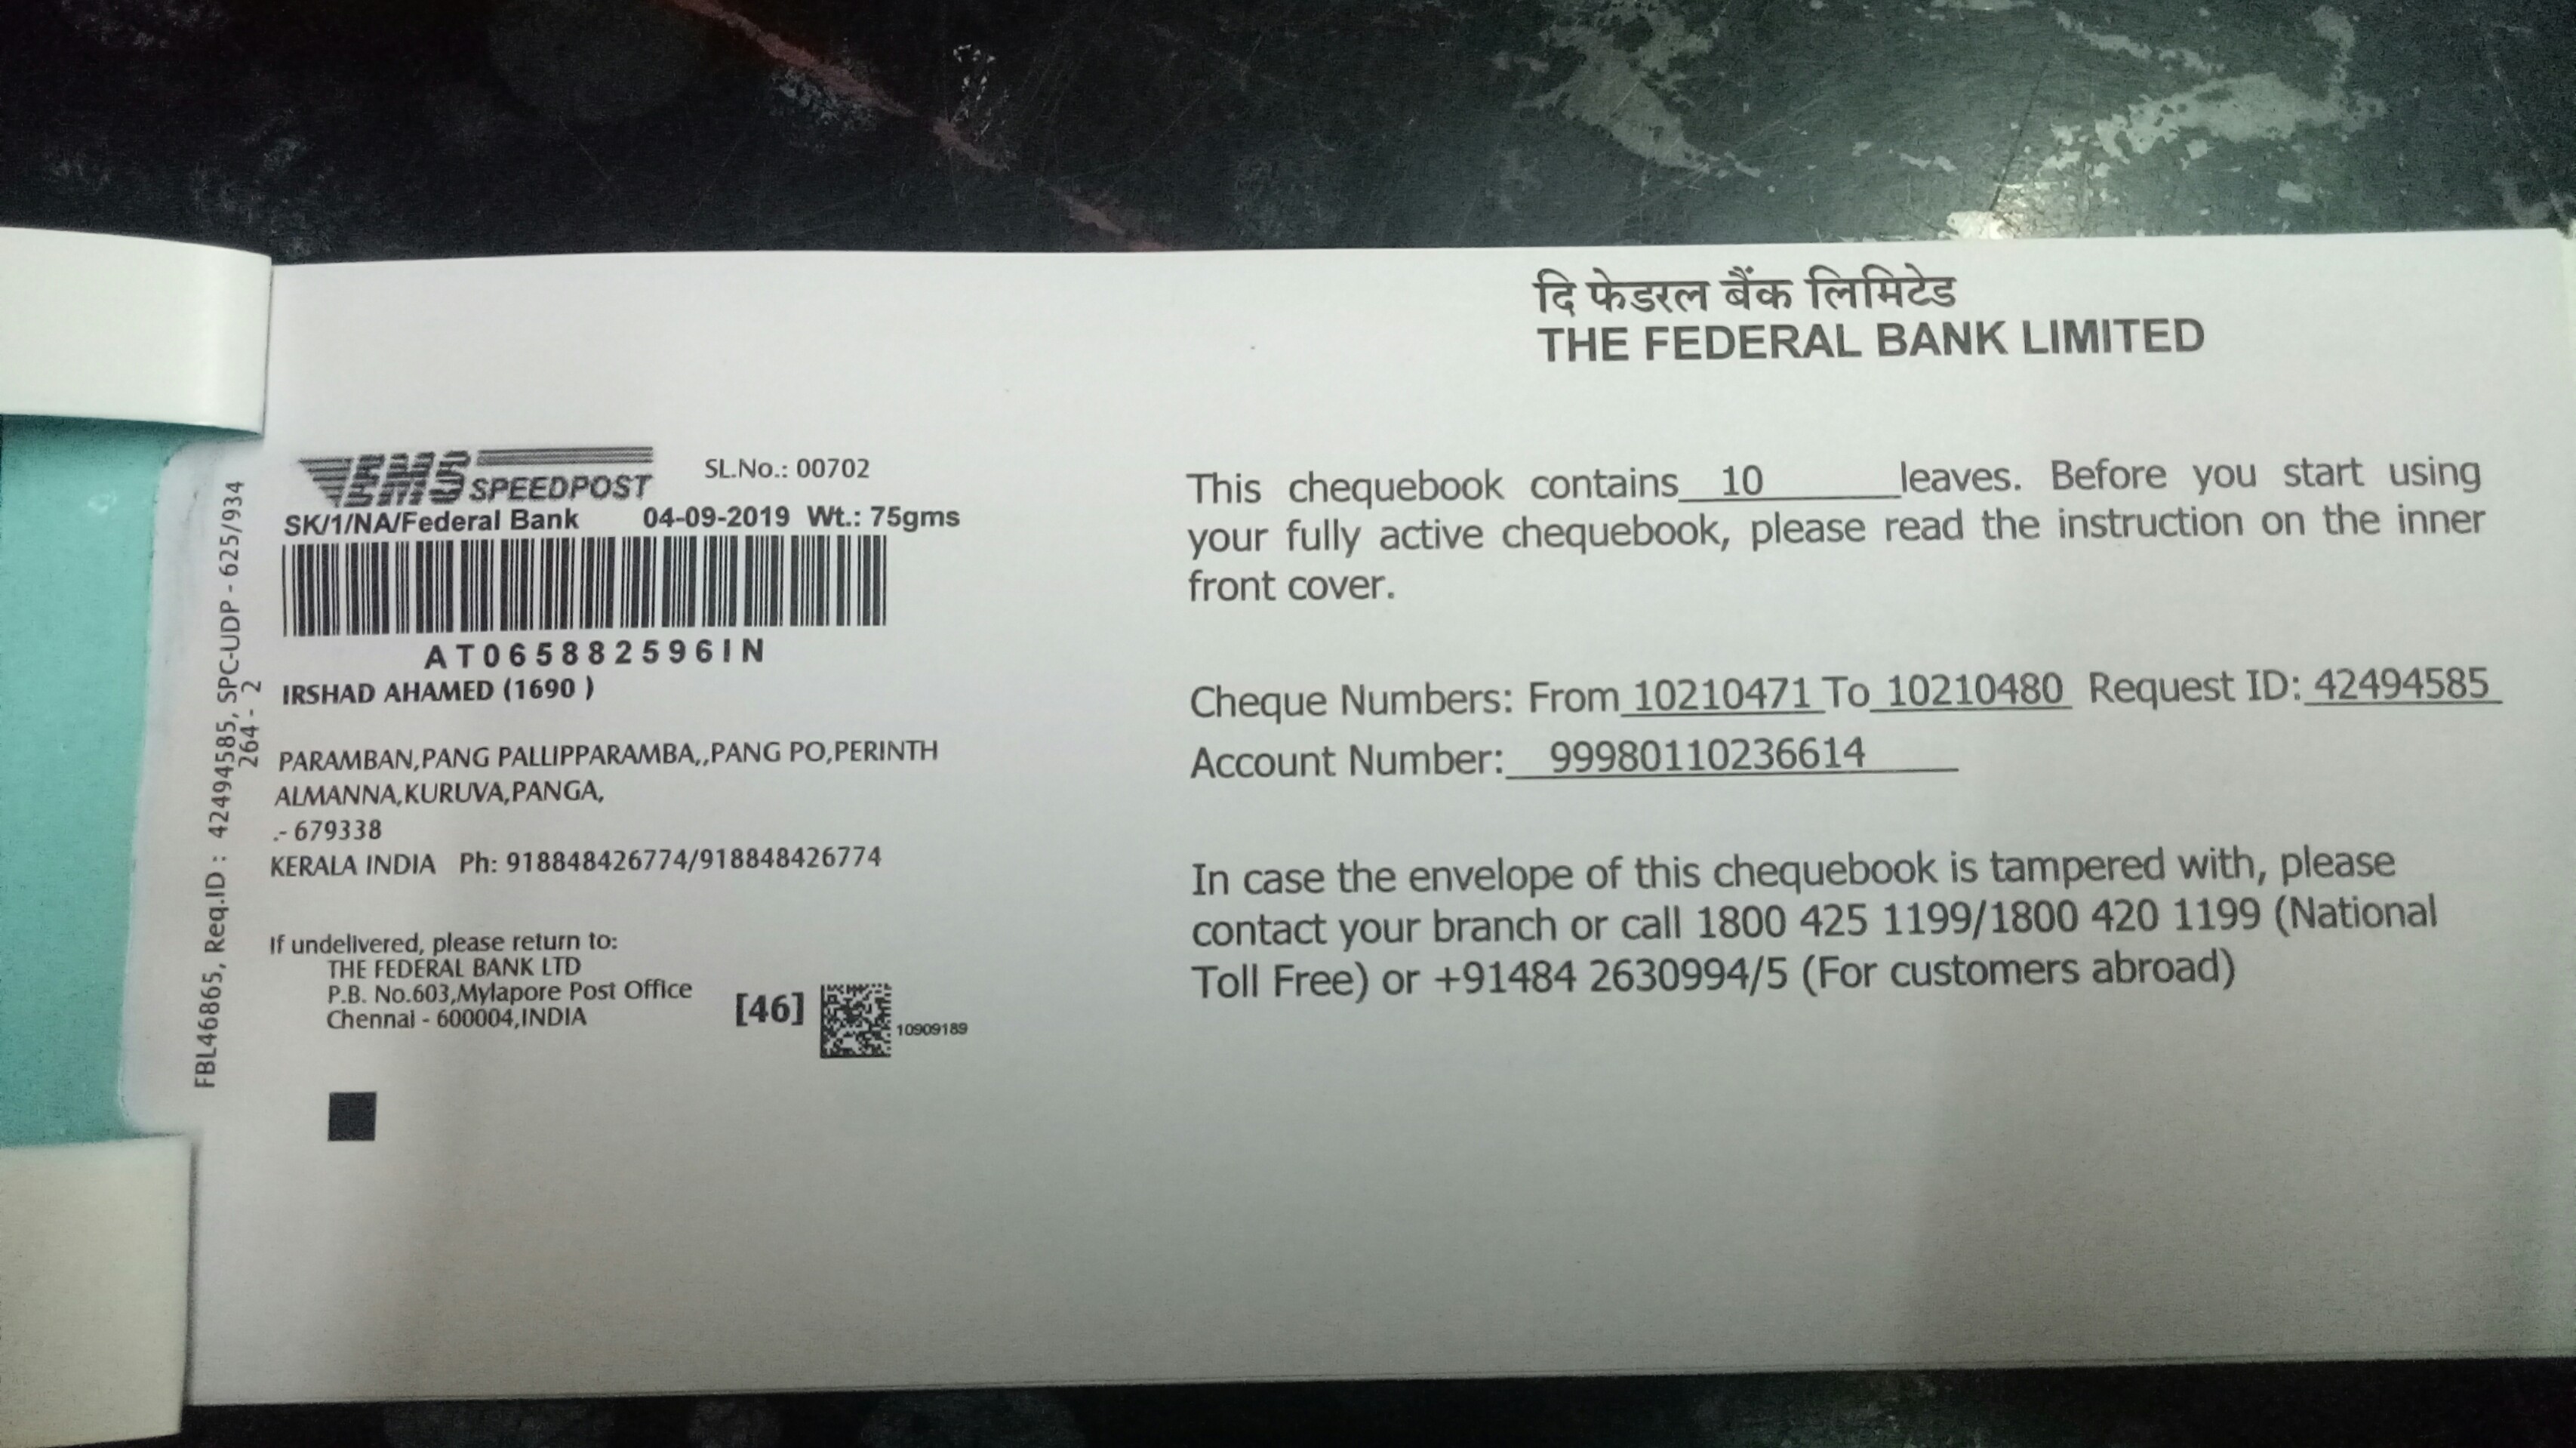 दि फेडरल बैंक लिमिटेड
THE FEDERAL BANK LIMITED
EMS SPEEDPOST
SL.No.: 00702
SK/1/NA/Federal Bank 04-09-2019 Wt.: 75gms
AT065882596IN
IRSHAD AHAMED (1690 )
PARAMBAN,PANG PALLIPPARAMBA,,PANG PO,PERINTH
ALMANNA,KURUVA,PANGA,
.- 679338
KERALA INDIA Ph: 918848426774/918848426774
If undelivered, please return to:
THE FEDERAL BANK LTD
P.B. No.603,Mylapore Post Office
Chennai - 600004,INDIA
[46]
10909189
FBL46865, Req.ID : 42494585, SPC-UDP - 625/934
264 - 2
This chequebook contains 10 leaves. Before you start using
your fully active chequebook, please read the instruction on the inner
front cover.
Cheque Numbers: From 10210471 To 10210480 Request ID: 42494585
Account Number: 99980110236614
In case the envelope of this chequebook is tampered with, please
contact your branch or call 1800 425 1199/1800 420 1199 (National
Toll Free) or +91484 2630994/5 (For customers abroad)